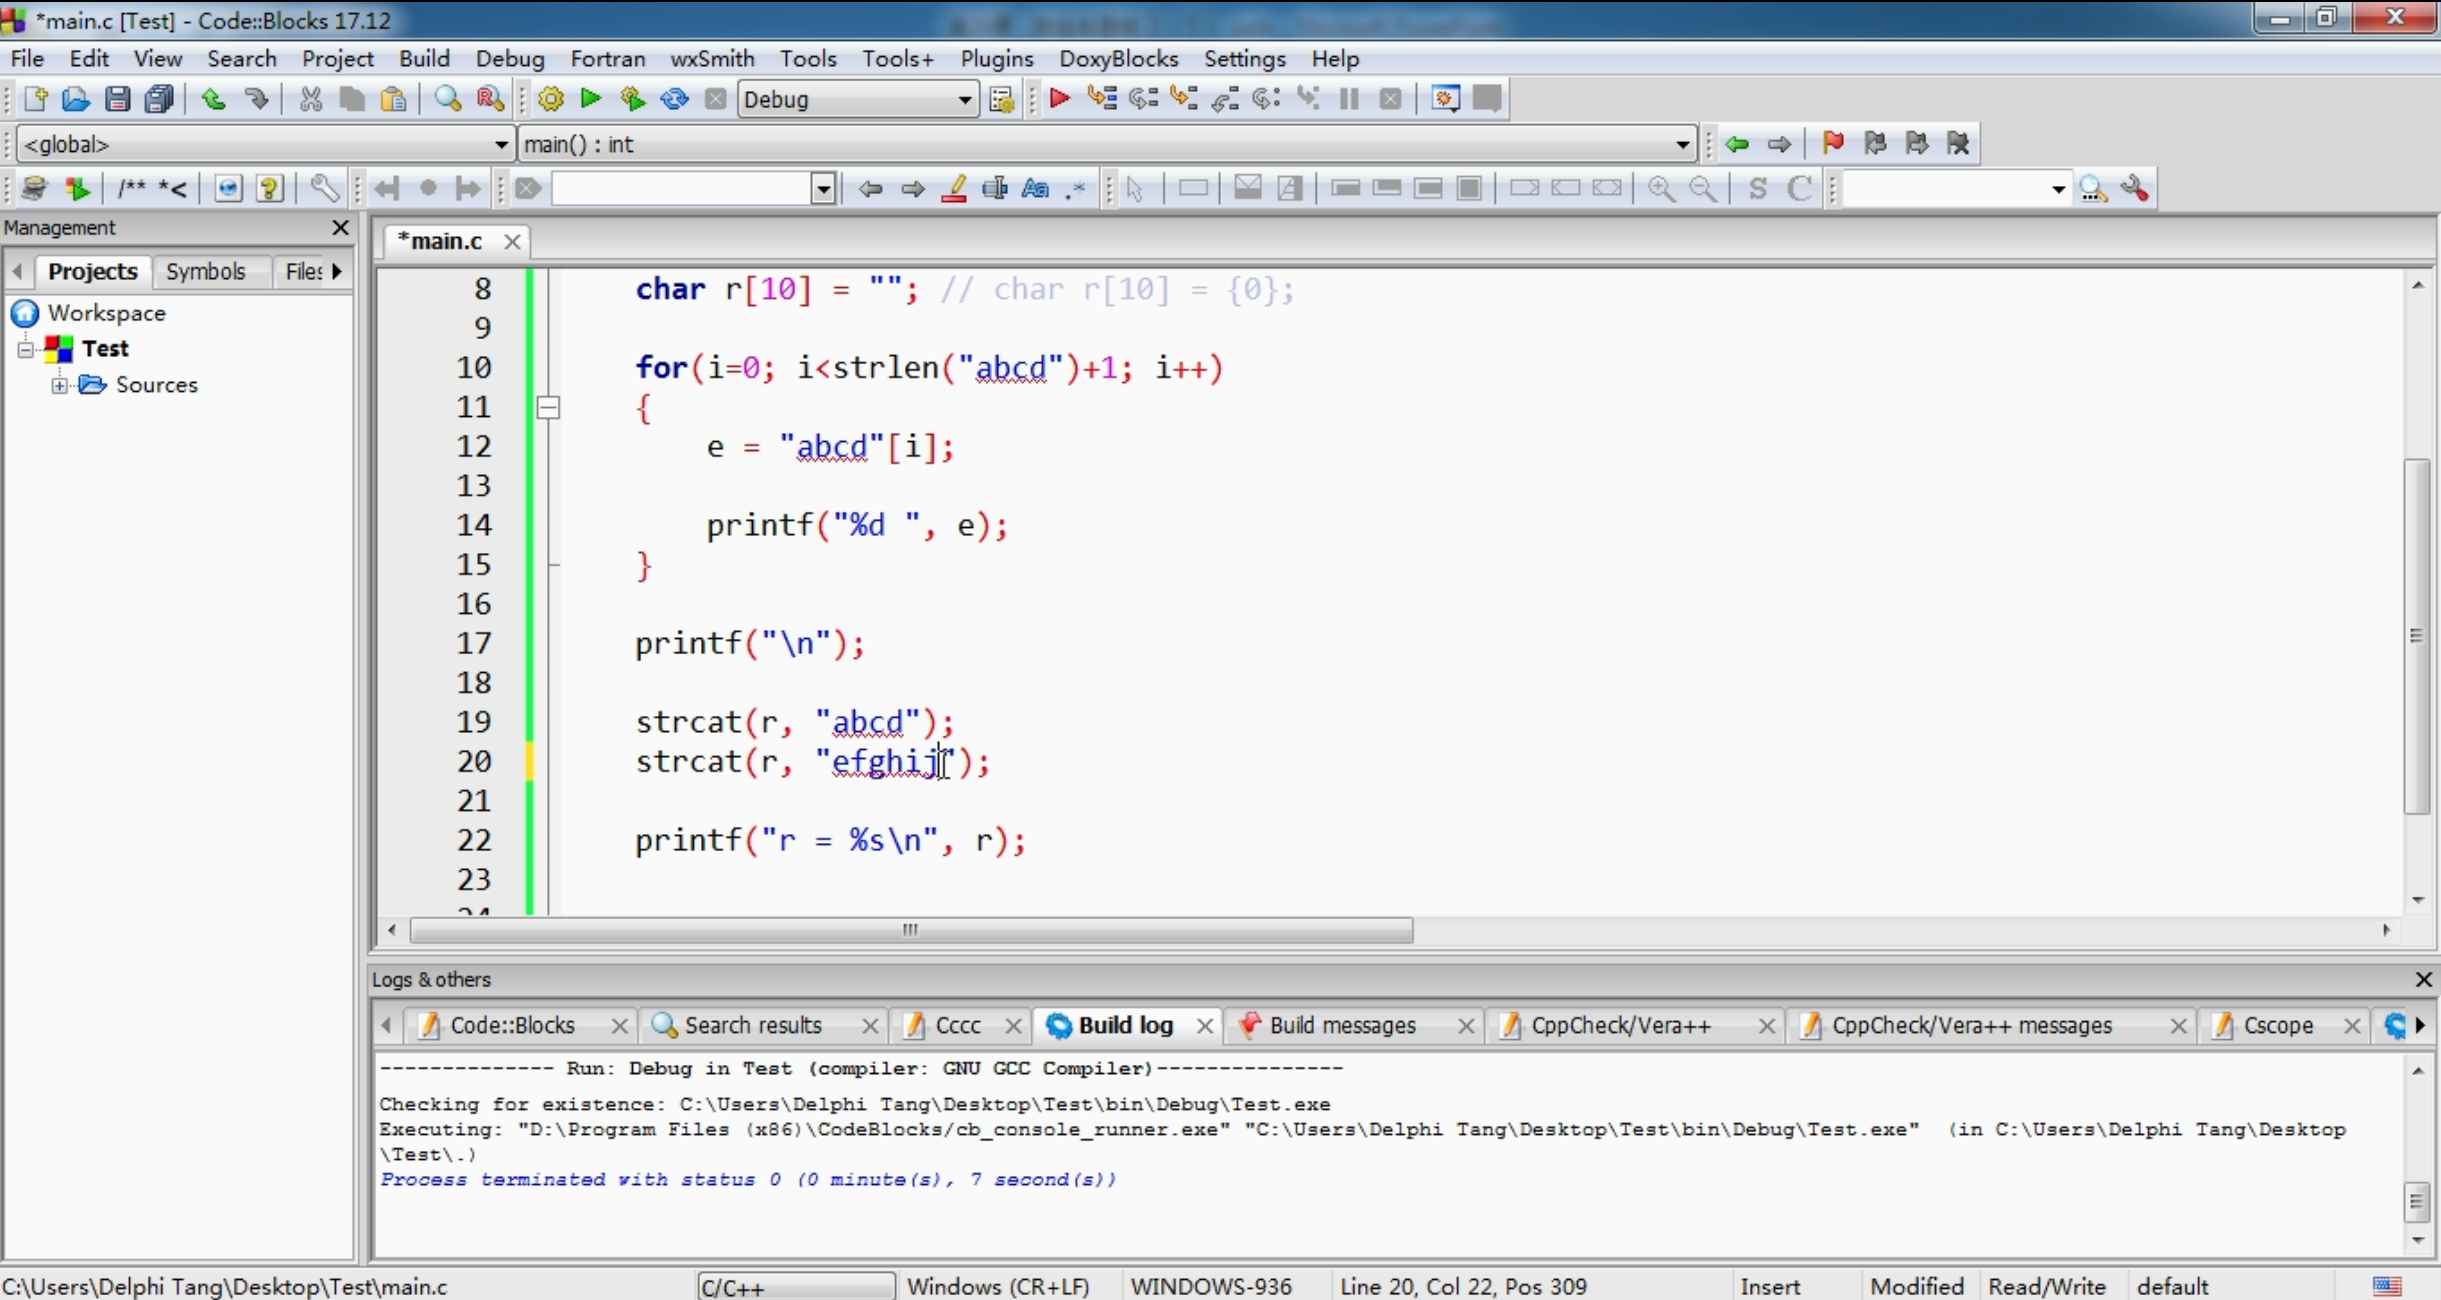 *main.c [Test] - Code::Blocks 17.12
File Edit View Search Project Build Debug Fortran wxSmith Tools Tools+ Plugins DoxyBlocks Settings Help
Debug
<global> main() : int
/** *<
S C
Management
Projects Symbols Files
Workspace
Test
Sources
*main.c
8 char r[10] = ""; // char r[10] = {0};
9
10 for(i=0; i<strlen("abcd")+1; i++)
11 {
12 e = "abcd"[i];
13
14 printf("%d ", e);
15 }
16
17 printf("\n");
18
19 strcat(r, "abcd");
20 strcat(r, "efghij");
21
22 printf("r = %s\n", r);
23
24
Logs & others
Code::Blocks Search results Cccc Build log Build messages CppCheck/Vera++ CppCheck/Vera++ messages Cscope
-------------- Run: Debug in Test (compiler: GNU GCC Compiler)---------------
Checking for existence: C:\Users\Delphi Tang\Desktop\Test\bin\Debug\Test.exe
Executing: "D:\Program Files (x86)\CodeBlocks/cb_console_runner.exe" "C:\Users\Delphi Tang\Desktop\Test\bin\Debug\Test.exe"  (in C:\Users\Delphi Tang\Desktop
\Test\.)
Process terminated with status 0 (0 minute(s), 7 second(s))
C:\Users\Delphi Tang\Desktop\Test\main.c C/C++ Windows (CR+LF) WINDOWS-936 Line 20, Col 22, Pos 309 Insert Modified Read/Write default